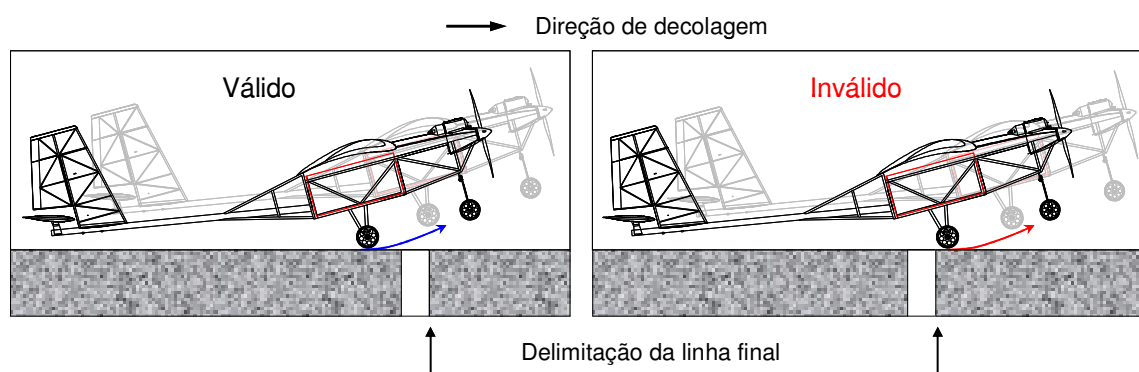 Direção de decolagem
Válido
Inválido
Delimitação da linha final